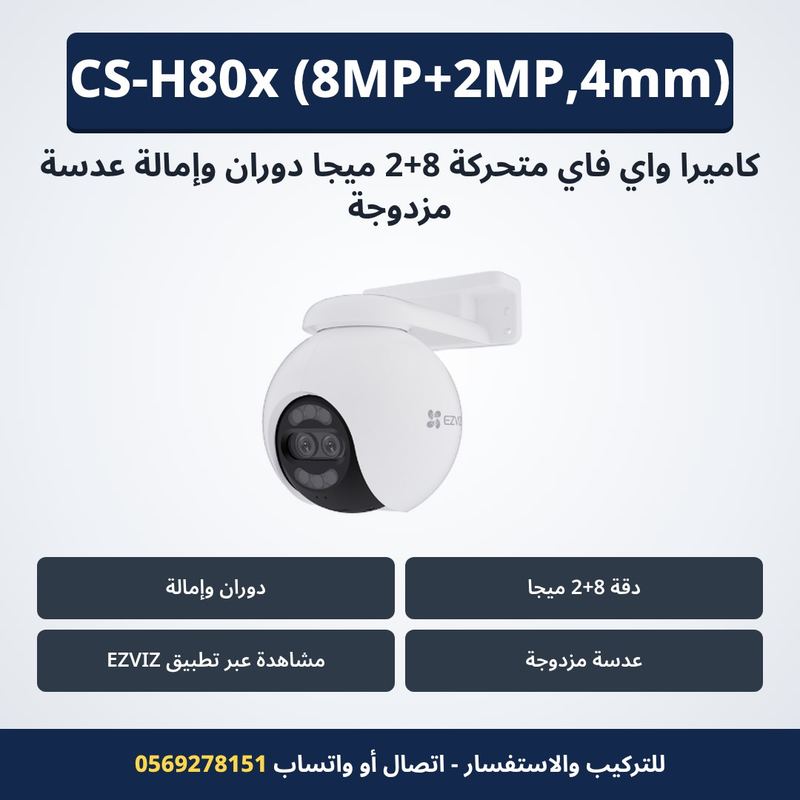 CS-H80x (8MP+2MP,4mm)
كاميرا واي فاي متحركة 8+2 ميجا دوران وإمالة عدسة
مزدوجة
EZVIZ
دقة 8+2 ميجا
دوران وإمالة
عدسة مزدوجة
مشاهدة عبر تطبيق EZVIZ
للتركيب والاستفسار - اتصال أو واتساب 0569278151